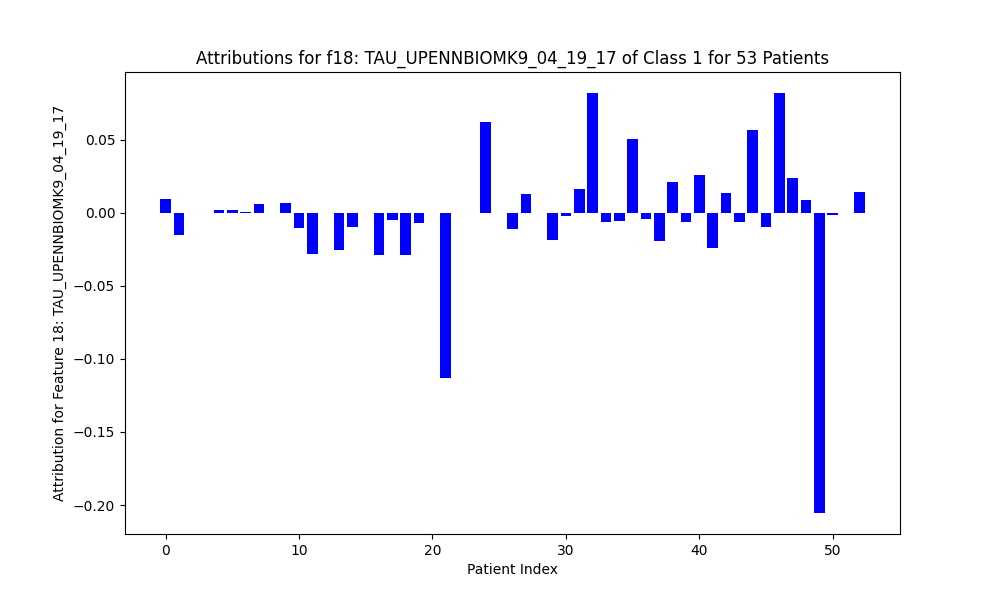 Attributions for f18: TAU_UPENNBIOMK9_04_19_17 of Class 1 for 53 Patients
Attribution for Feature 18: TAU_UPENNBIOMK9_04_19_17
0.05
0.00
−0.05
−0.10
−0.15
−0.20
0 10 20 30 40 50
Patient Index